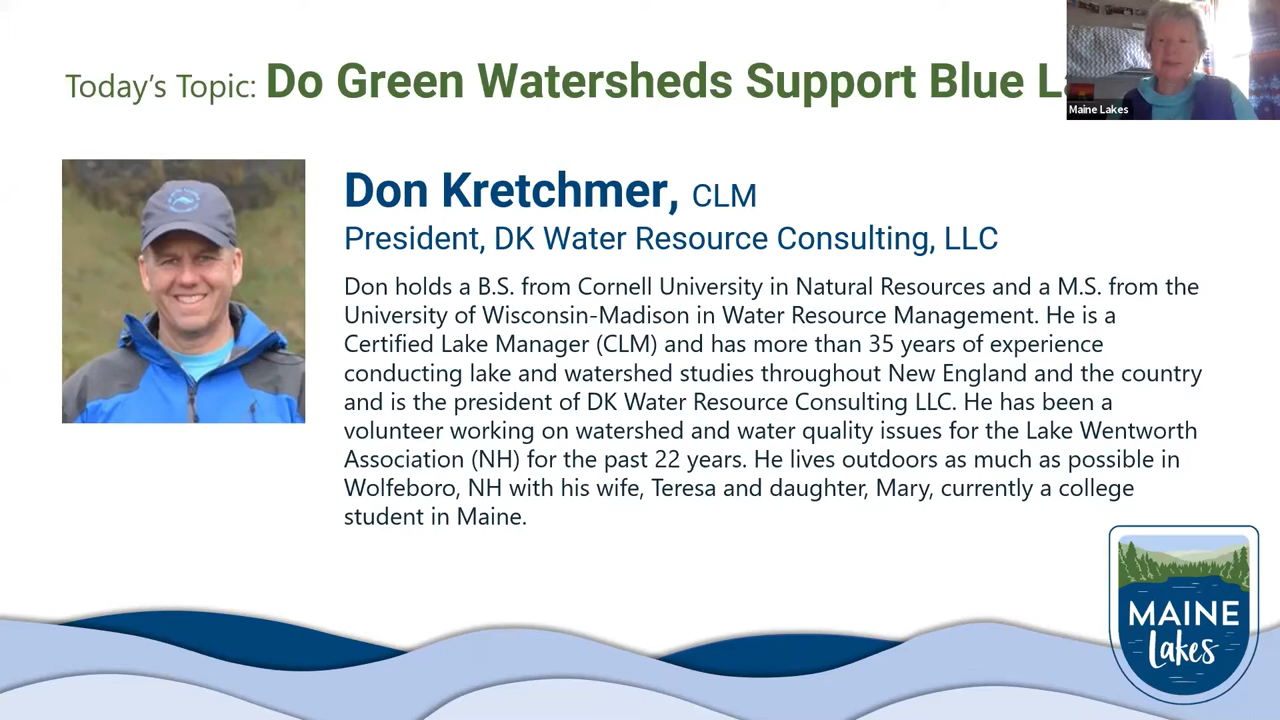 Today's Topic: Do Green Watersheds Support Blue
Maine Lakes
Don Kretchmer, CLM
President, DK Water Resource Consulting, LLC
Don holds a B.S. from Cornell University in Natural Resources and a M.S. from the
University of Wisconsin-Madison in Water Resource Management. He is a
Certified Lake Manager (CLM) and has more than 35 years of experience
conducting lake and watershed studies throughout New England and the country
and is the president of DK Water Resource Consulting LLC. He has been a
volunteer working on watershed and water quality issues for the Lake Wentworth
Association (NH) for the past 22 years. He lives outdoors as much as possible in
Wolfeboro, NH with his wife, Teresa and daughter, Mary, currently a college
student in Maine.
MAINE
Lakes